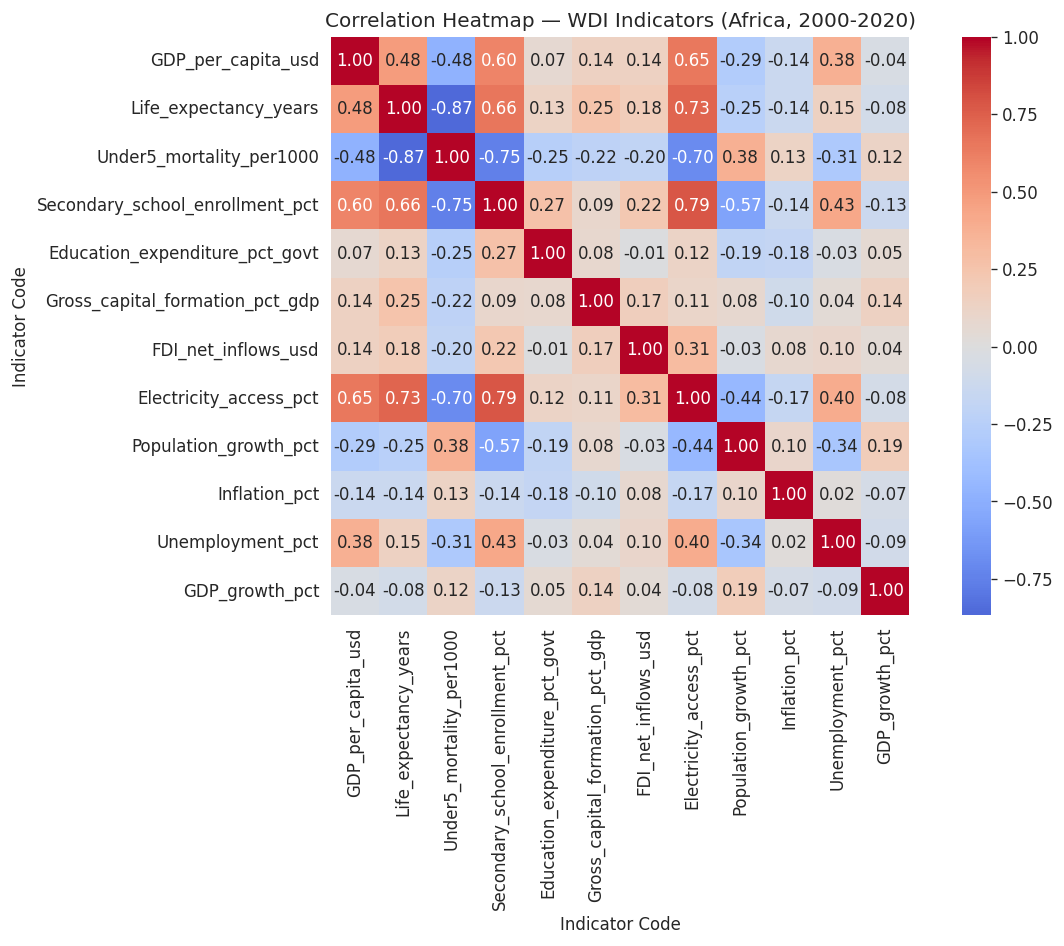 Correlation Heatmap — WDI Indicators (Africa, 2000-2020)
GDP_per_capita_usd 1.00 0.48 -0.48 0.60 0.07 0.14 0.14 0.65 -0.29 -0.14 0.38 -0.04
Life_expectancy_years 0.48 1.00 -0.87 0.66 0.13 0.25 0.18 0.73 -0.25 -0.14 0.15 -0.08
Under5_mortality_per1000 -0.48 -0.87 1.00 -0.75 -0.25 -0.22 -0.20 -0.70 0.38 0.13 -0.31 0.12
Secondary_school_enrollment_pct 0.60 0.66 -0.75 1.00 0.27 0.09 0.22 0.79 -0.57 -0.14 0.43 -0.13
Education_expenditure_pct_govt 0.07 0.13 -0.25 0.27 1.00 0.08 -0.01 0.12 -0.19 -0.18 -0.03 0.05
Gross_capital_formation_pct_gdp 0.14 0.25 -0.22 0.09 0.08 1.00 0.17 0.11 0.08 -0.10 0.04 0.14
FDI_net_inflows_usd 0.14 0.18 -0.20 0.22 -0.01 0.17 1.00 0.31 -0.03 0.08 0.10 0.04
Electricity_access_pct 0.65 0.73 -0.70 0.79 0.12 0.11 0.31 1.00 -0.44 -0.17 0.40 -0.08
Population_growth_pct -0.29 -0.25 0.38 -0.57 -0.19 0.08 -0.03 -0.44 1.00 0.10 -0.34 0.19
Inflation_pct -0.14 -0.14 0.13 -0.14 -0.18 -0.10 0.08 -0.17 0.10 1.00 0.02 -0.07
Unemployment_pct 0.38 0.15 -0.31 0.43 -0.03 0.04 0.10 0.40 -0.34 0.02 1.00 -0.09
GDP_growth_pct -0.04 -0.08 0.12 -0.13 0.05 0.14 0.04 -0.08 0.19 -0.07 -0.09 1.00
Indicator Code
GDP_per_capita_usd
Life_expectancy_years
Under5_mortality_per1000
Secondary_school_enrollment_pct
Education_expenditure_pct_govt
Gross_capital_formation_pct_gdp
FDI_net_inflows_usd
Electricity_access_pct
Population_growth_pct
Inflation_pct
Unemployment_pct
GDP_growth_pct
Indicator Code
1.00
0.75
0.50
0.25
0.00
−0.25
−0.50
−0.75